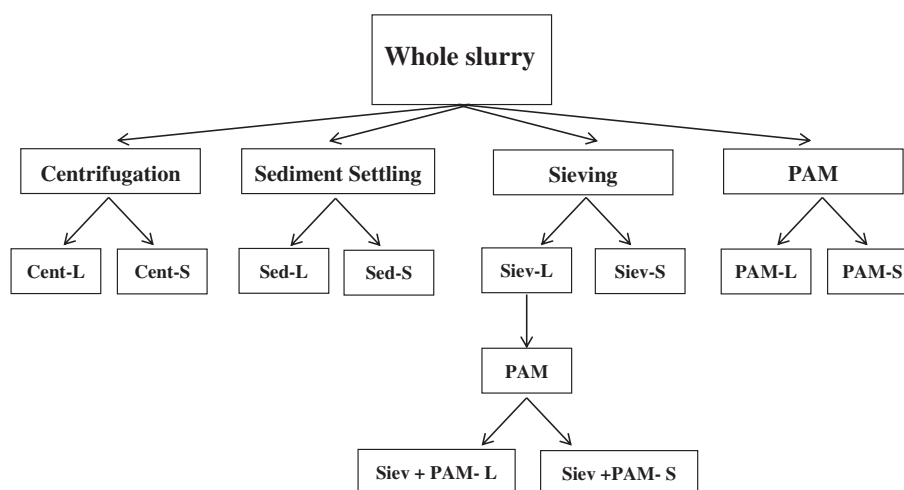 Whole slurry
Centrifugation
Sediment Settling
Sieving
PAM
Cent-L
Cent-S
Sed-L
Sed-S
Siev-L
Siev-S
PAM-L
PAM-S
PAM
Siev + PAM- L
Siev +PAM- S